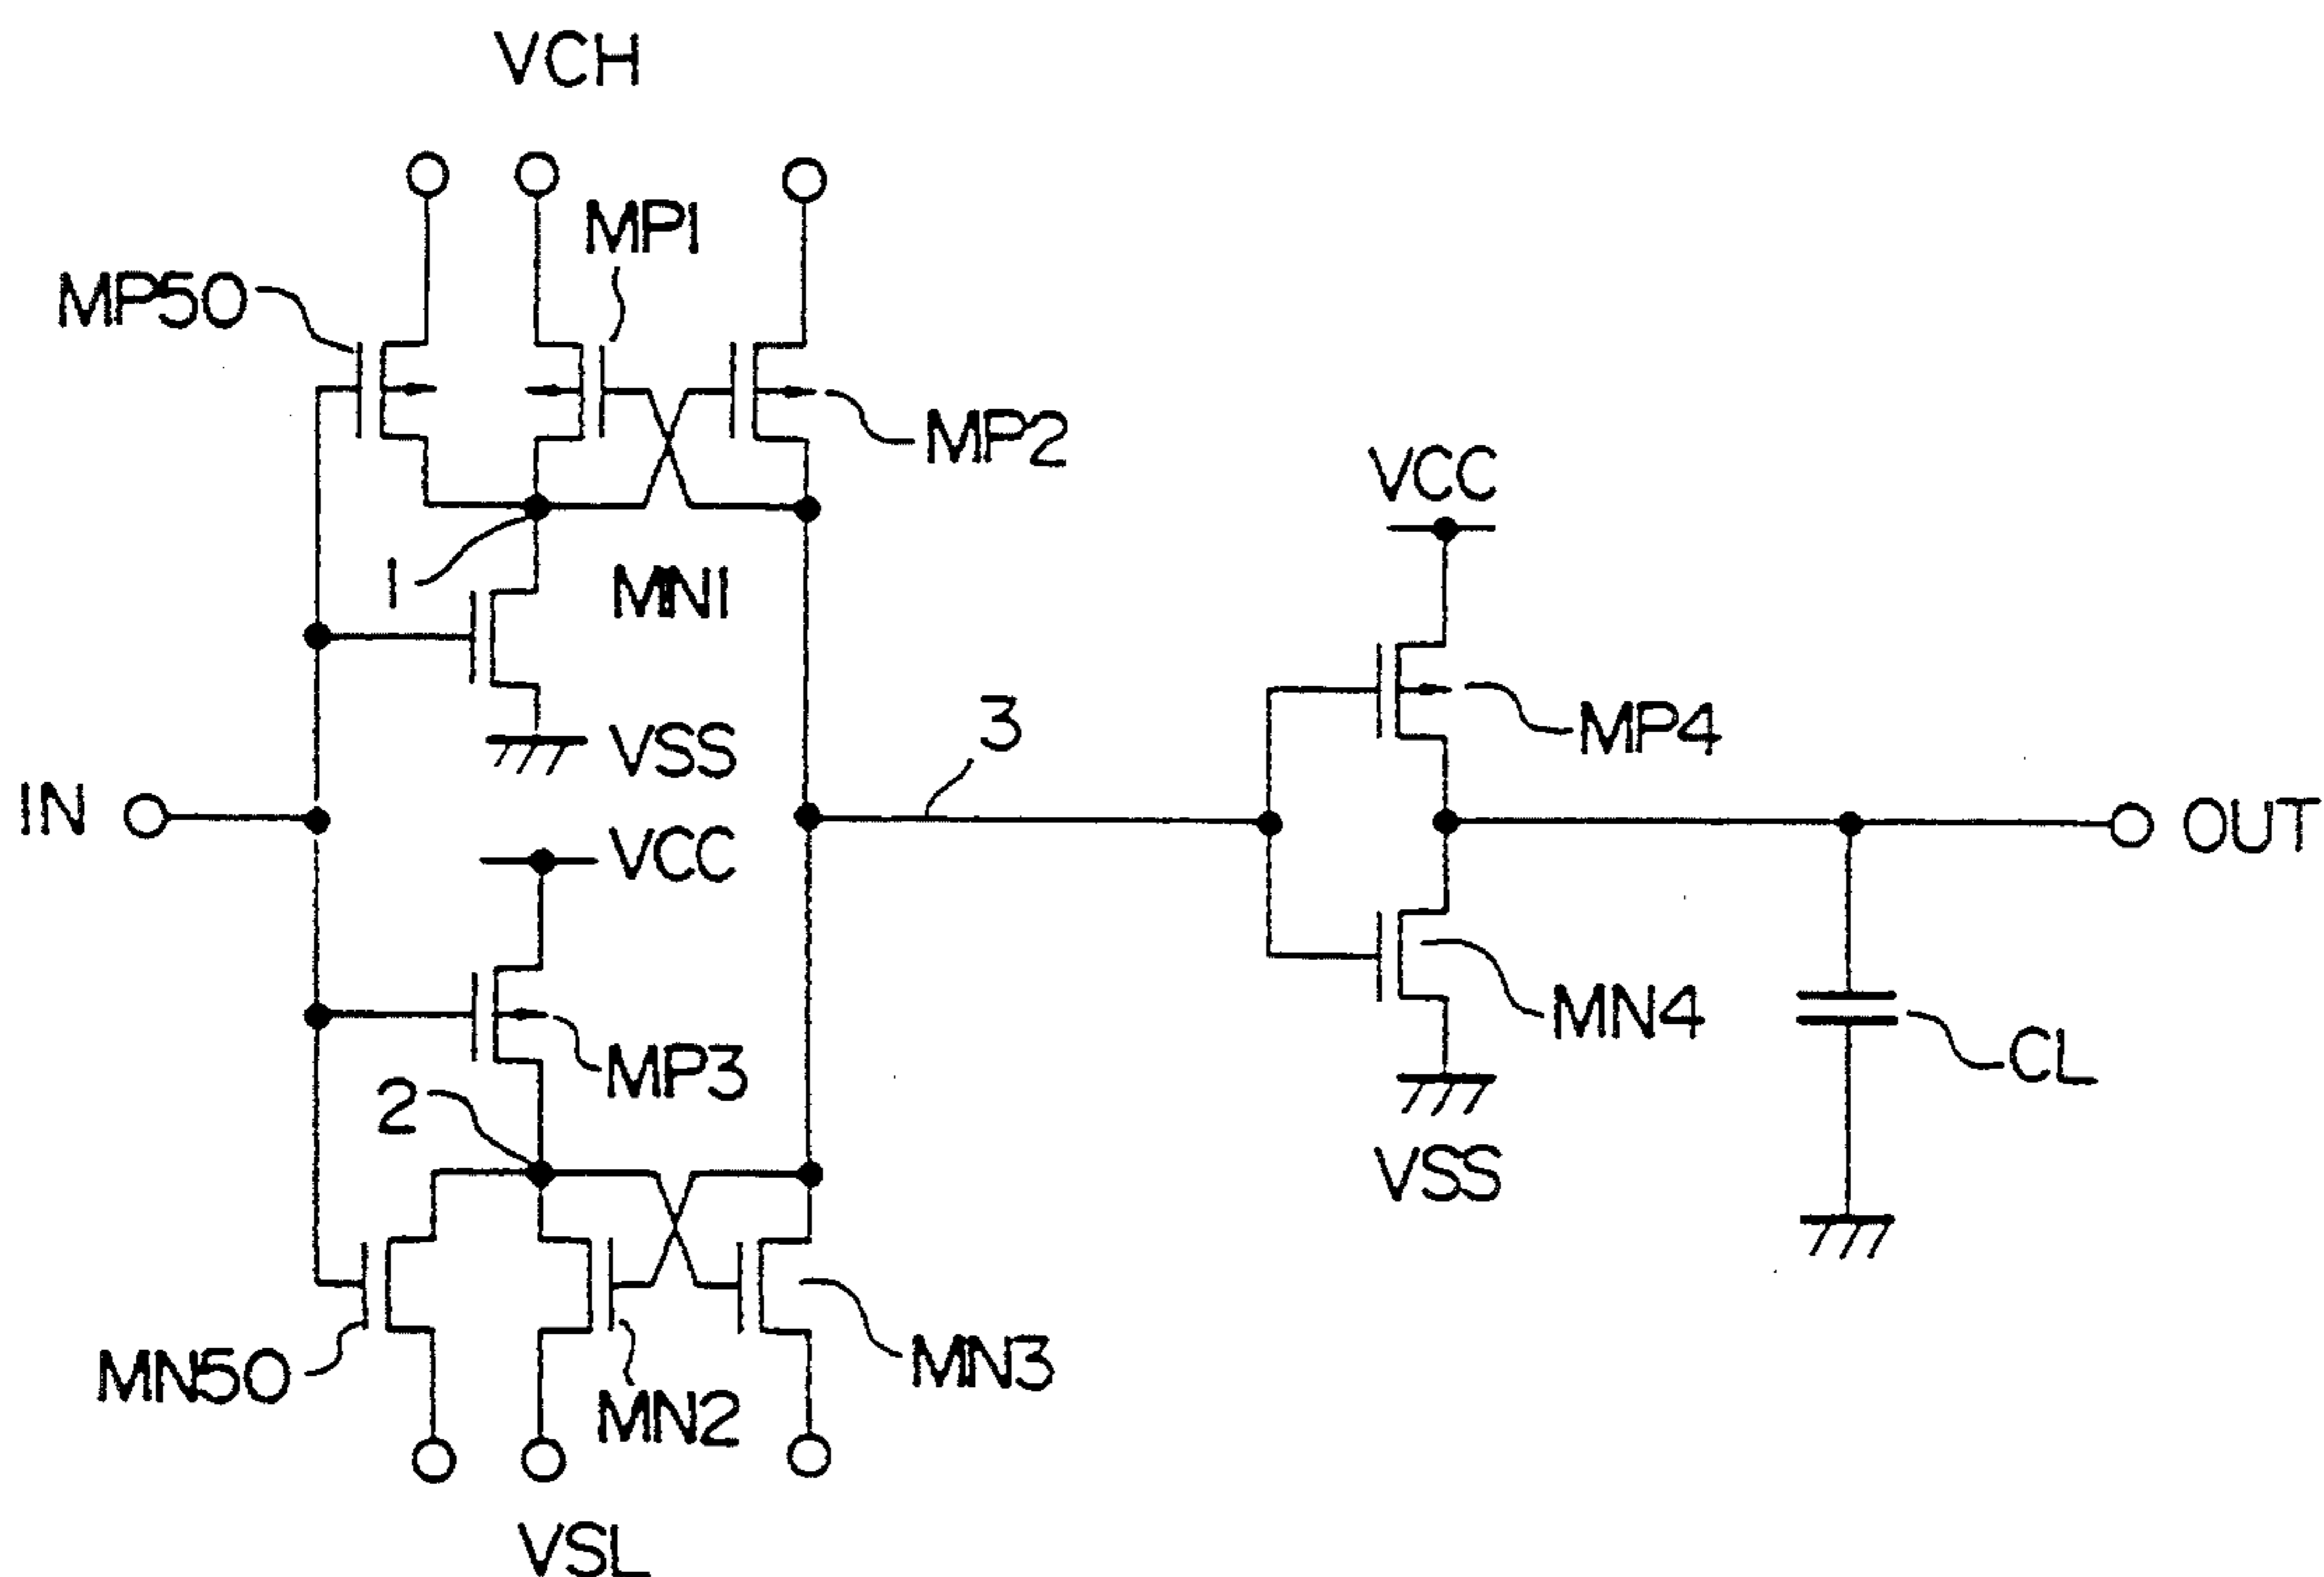 VCH
MP1
MP50
MP2
VCC
1
MN1
MP4
VSS
3
IN
VCC
OUT
MP3
MN4
2
CL
VSS
MN50
MN2
MN3
VSL